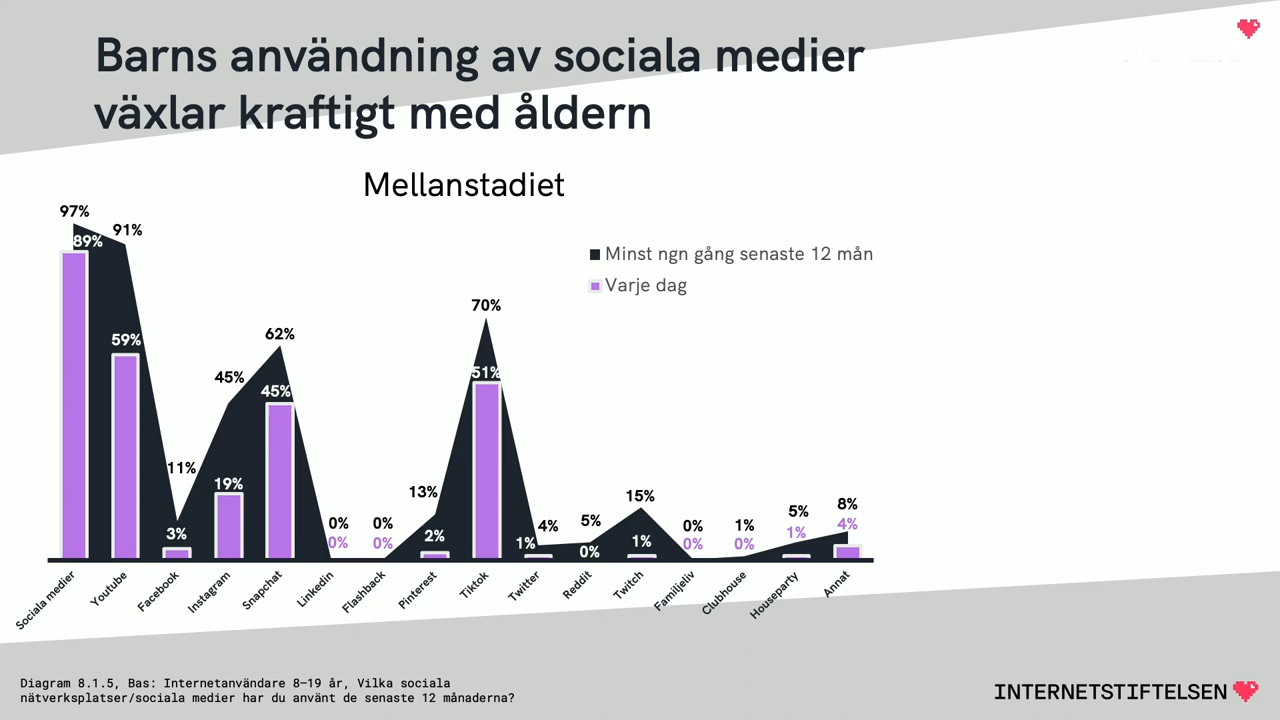 Barns användning av sociala medier
växlar kraftigt med åldern
Mellanstadiet
Minst ngn gång senaste 12 mån
Varje dag
97%
89%
91%
59%
11%
3%
45%
19%
62%
45%
0%
0%
0%
0%
13%
2%
70%
51%
4%
1%
5%
0%
15%
1%
0%
0%
1%
0%
5%
1%
8%
4%
Sociala medier
Youtube
Facebook
Instagram
Snapchat
Linkedin
Flashback
Pinterest
Tiktok
Twitter
Reddit
Twitch
Familjeliv
Clubhouse
Houseparty
Annat
Diagram 8.1.5, Bas: Internetanvändare 8–19 år, Vilka sociala
nätverksplatser/sociala medier har du använt de senaste 12 månaderna?
INTERNETSTIFTELSEN